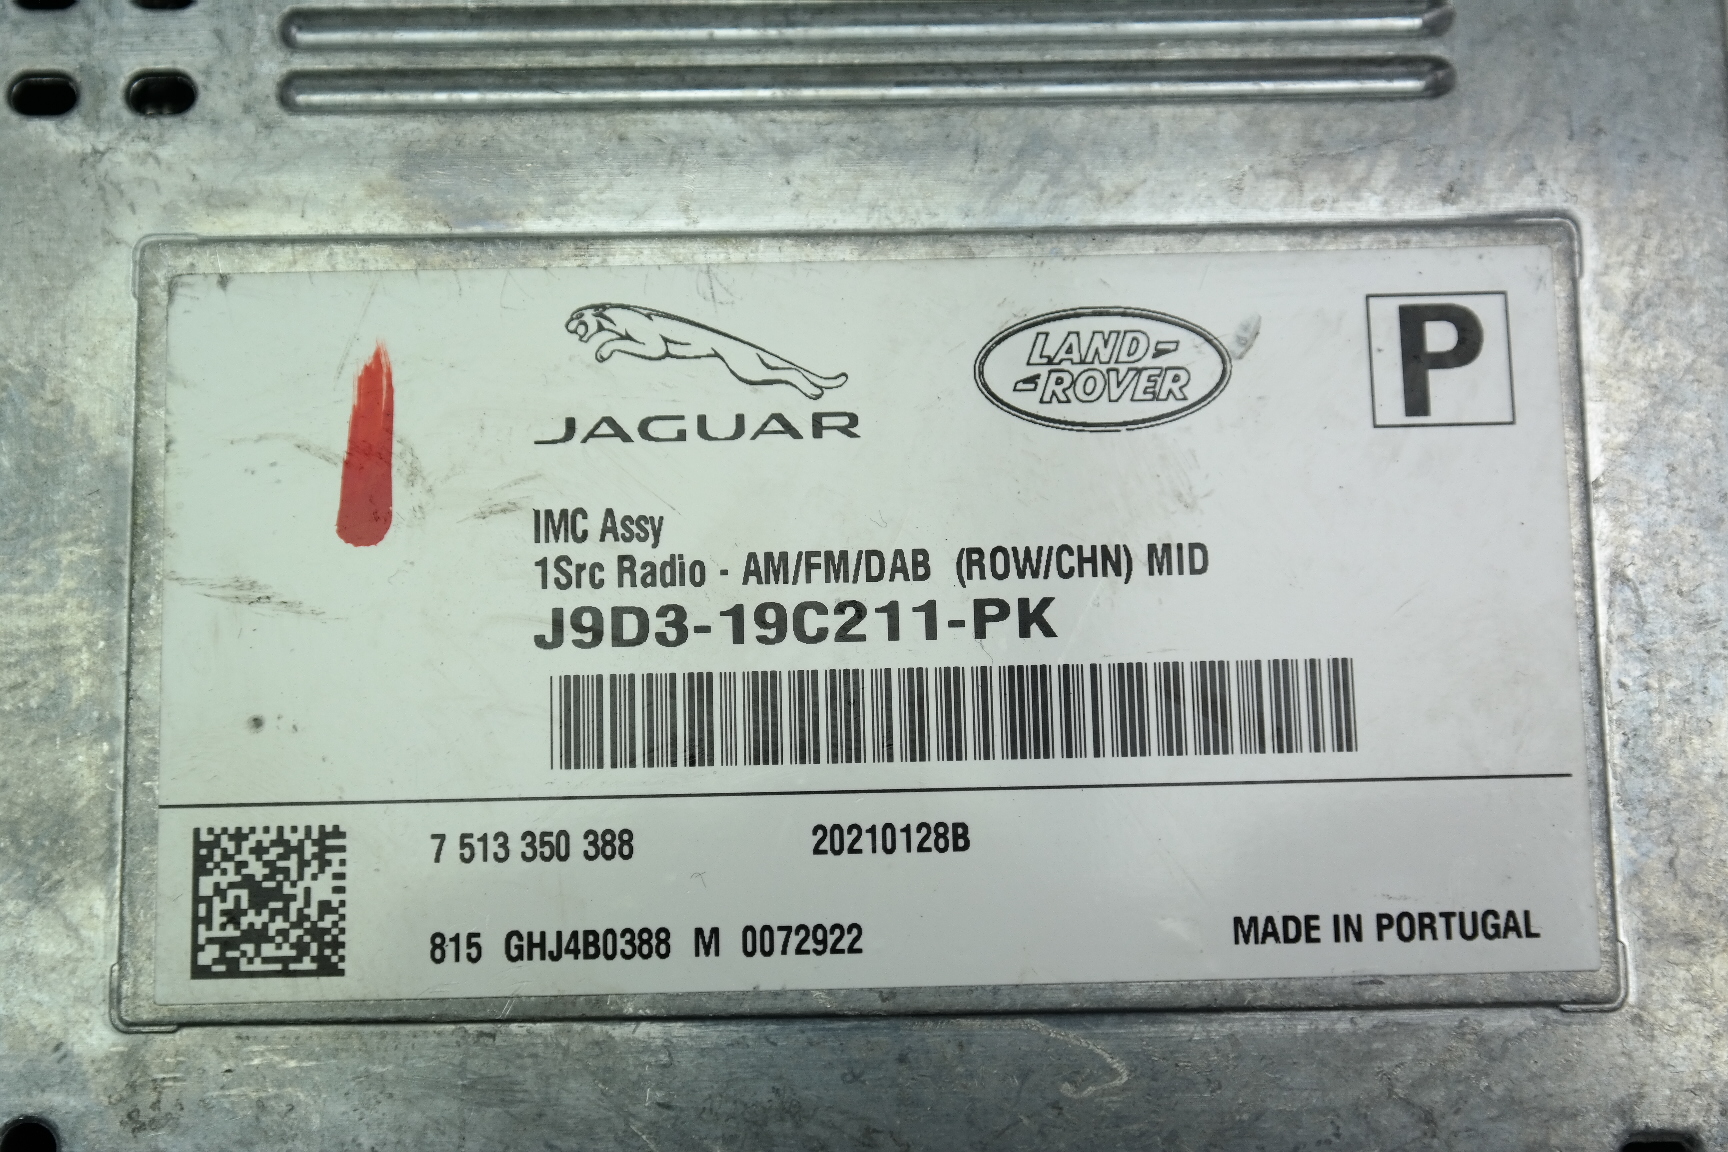 JAGUAR
LAND-
-ROVER
P
IMC Assy
1Src Radio - AM/FM/DAB (ROW/CHN) MID
J9D3-19C211-PK
7 513 350 388 20210128B
815 GHJ4B0388 M 0072922
MADE IN PORTUGAL